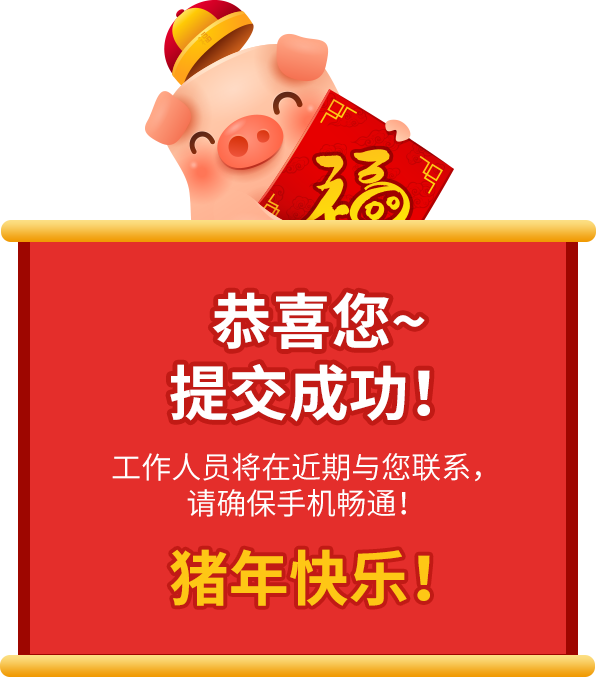 福
恭喜您~
提交成功！
工作人员将在近期与您联系，
请确保手机畅通！
猪年快乐！